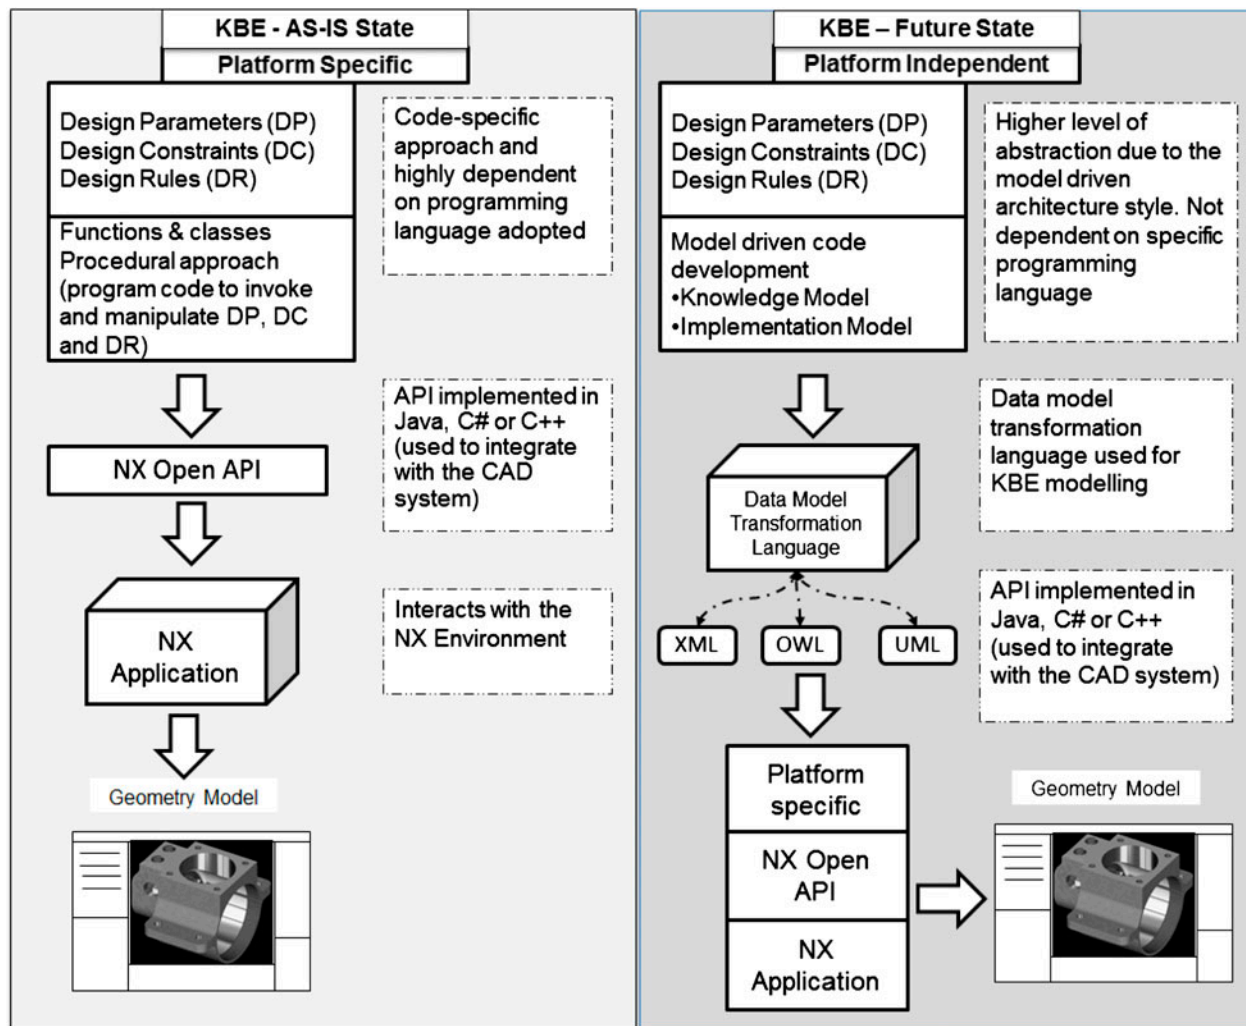 KBE - AS-IS State
Platform Specific
Design Parameters (DP)
Design Constraints (DC)
Design Rules (DR)
Functions & classes
Procedural approach
(program code to invoke
and manipulate DP, DC
and DR)
Code-specific
approach and
highly dependent
on programming
language adopted
NX Open API
API implemented in
Java, C# or C++
(used to integrate
with the CAD
system)
NX
Application
Interacts with the
NX Environment
Geometry Model
KBE – Future State
Platform Independent
Design Parameters (DP)
Design Constraints (DC)
Design Rules (DR)
Model driven code
development
•Knowledge Model
•Implementation Model
Higher level of
abstraction due to the
model driven
architecture style. Not
dependent on specific
programming
language
Data Model
Transformation
Language
Data model
transformation
language used for
KBE modelling
XML
OWL
UML
API implemented in
Java, C# or C++
(used to integrate
with the CAD system)
Platform
specific
NX Open
API
NX
Application
Geometry Model